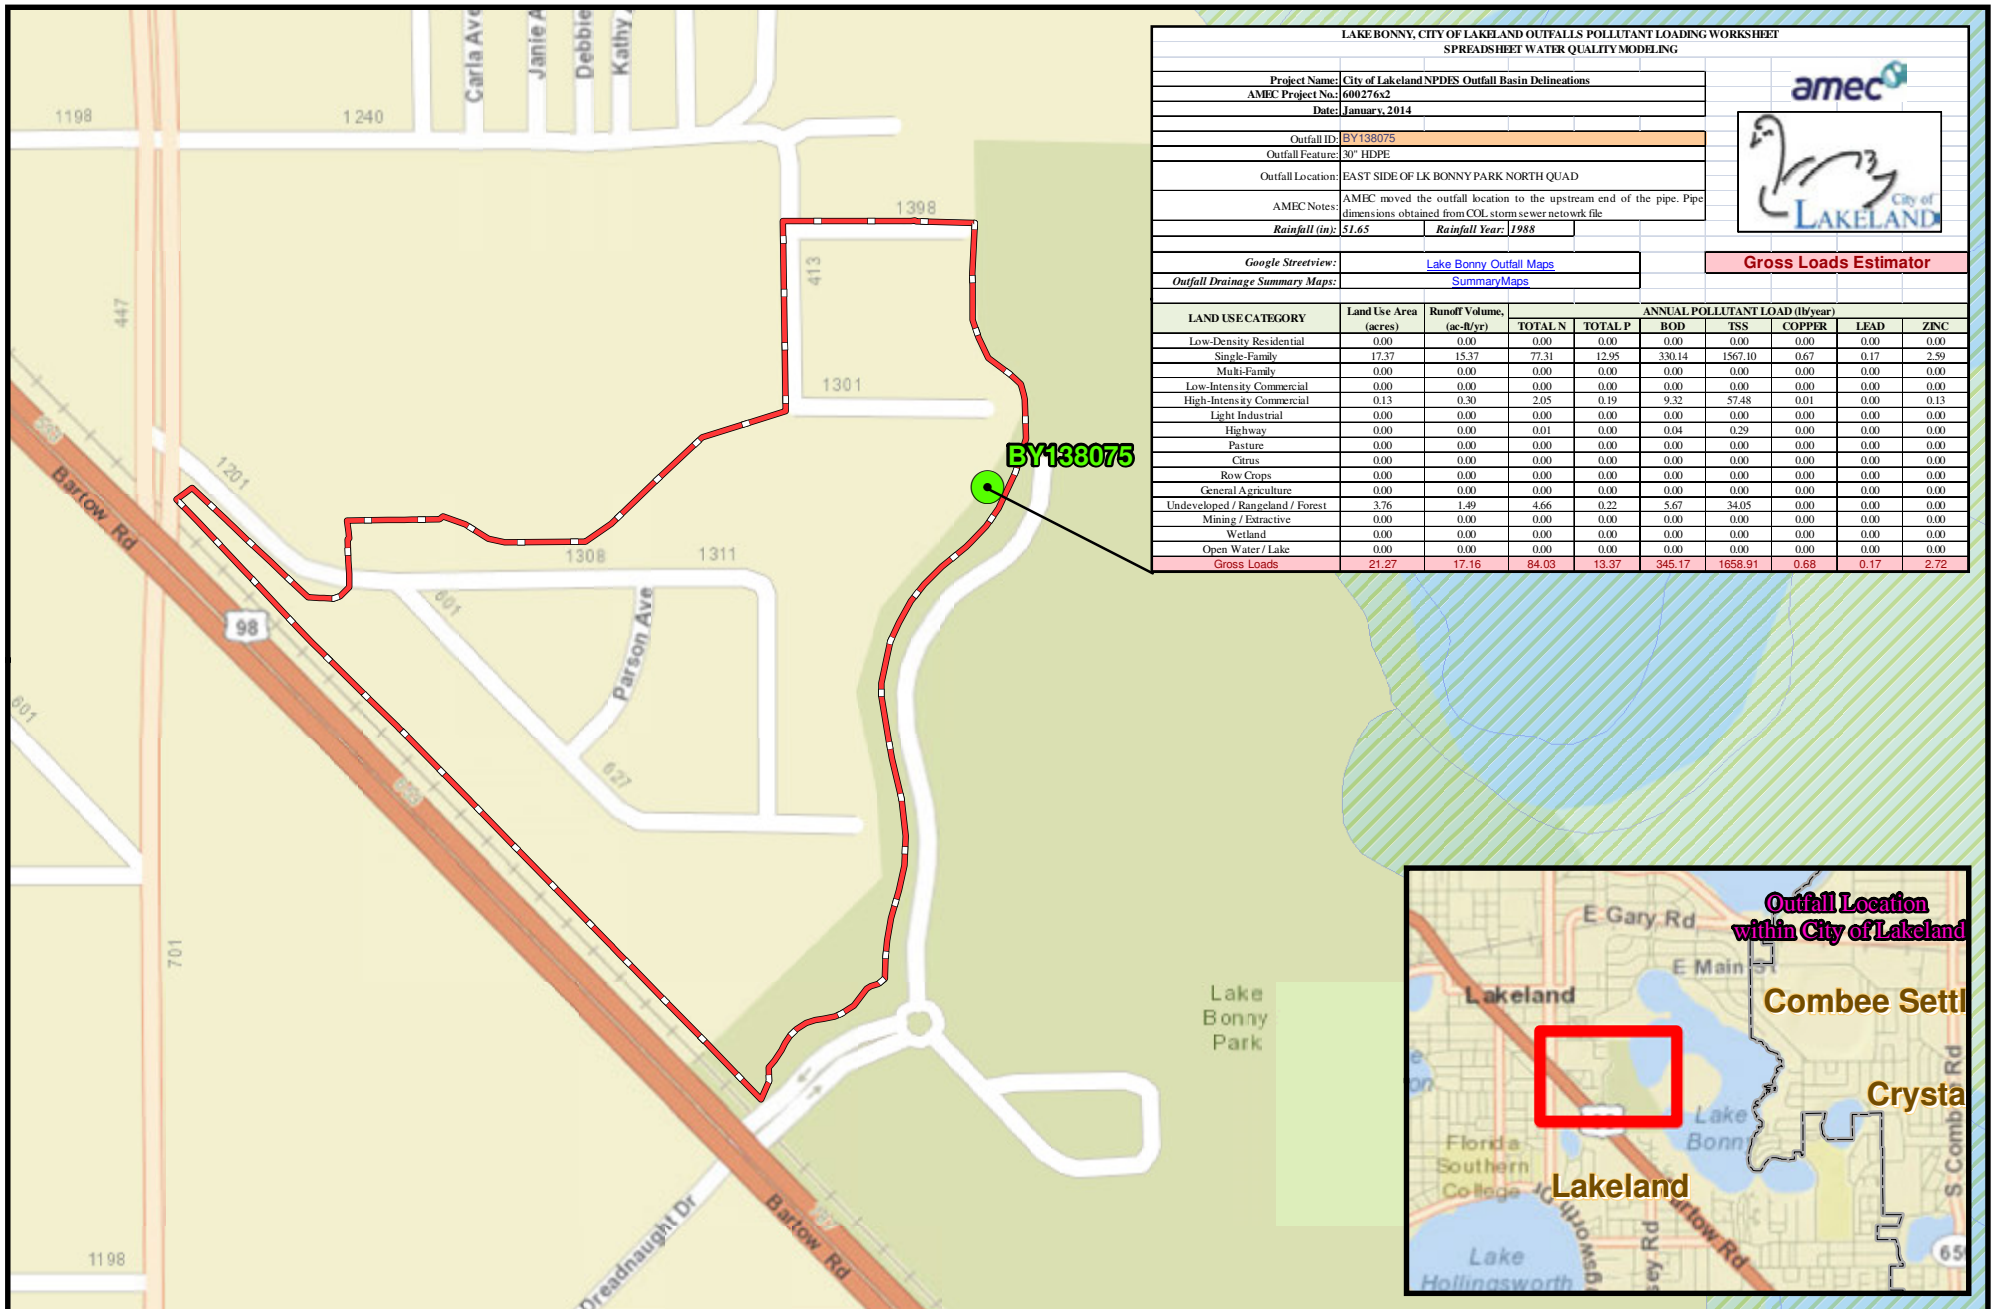 Carla Ave
Janie A
Debbie
Kathy
1198
1240
1398
413
447
1301
1201
598
Bartow Rd
98
BY138075
1308
1311
601
Parson Ave
627
601
701
1198
Dreadnaught Dr
Bartow Rd
Lake
Bonny
Park
LAKE BONNY, CITY OF LAKELAND OUTFALLS POLLUTANT LOADING WORKSHEET
SPREADSHEET WATER QUALITY MODELING
Project Name: City of Lakeland NPDES Outfall Basin Delineations
AMEC Project No.: 600276x2
Date: January, 2014
amec
Outfall ID: BY138075
Outfall Feature: 30" HDPE
Outfall Location: EAST SIDE OF LK BONNY PARK NORTH QUAD
AMEC Notes: AMEC moved the outfall location to the upstream end of the pipe. Pipe
dimensions obtained from COL storm sewer netowrk file
Rainfall (in): 51.65 Rainfall Year: 1988
City of
LAKELAND
Google Streetview: Lake Bonny Outfall Maps
Gross Loads Estimator
Outfall Drainage Summary Maps: SummaryMaps
LAND USE CATEGORY Land Use Area (acres) Runoff Volume, (ac-ft/yr) ANNUAL POLLUTANT LOAD (lb/year)
TOTAL N TOTAL P BOD TSS COPPER LEAD ZINC
Low-Density Residential 0.00 0.00 0.00 0.00 0.00 0.00 0.00 0.00 0.00
Single-Family 17.37 15.37 77.31 12.95 330.14 1567.10 0.67 0.17 2.59
Multi-Family 0.00 0.00 0.00 0.00 0.00 0.00 0.00 0.00 0.00
Low-Intensity Commercial 0.00 0.00 0.00 0.00 0.00 0.00 0.00 0.00 0.00
High-Intensity Commercial 0.13 0.30 2.05 0.19 9.32 57.48 0.01 0.00 0.13
Light Industrial 0.00 0.00 0.00 0.00 0.00 0.00 0.00 0.00 0.00
Highway 0.00 0.00 0.01 0.00 0.04 0.29 0.00 0.00 0.00
Pasture 0.00 0.00 0.00 0.00 0.00 0.00 0.00 0.00 0.00
Citrus 0.00 0.00 0.00 0.00 0.00 0.00 0.00 0.00 0.00
Row Crops 0.00 0.00 0.00 0.00 0.00 0.00 0.00 0.00 0.00
General Agriculture 0.00 0.00 0.00 0.00 0.00 0.00 0.00 0.00 0.00
Undeveloped / Rangeland / Forest 3.76 1.49 4.66 0.22 5.67 34.05 0.00 0.00 0.00
Mining / Extractive 0.00 0.00 0.00 0.00 0.00 0.00 0.00 0.00 0.00
Wetland 0.00 0.00 0.00 0.00 0.00 0.00 0.00 0.00 0.00
Open Water / Lake 0.00 0.00 0.00 0.00 0.00 0.00 0.00 0.00 0.00
Gross Loads 21.27 17.16 84.03 13.37 345.17 1658.91 0.68 0.17 2.72
Outfall Location
within City of Lakeland
E Gary Rd
E Main St
Lakeland
Combee Settl
Crysta
S Combee Rd
Lake
Bonny
Florida
Southern
College
Lakeland
artow Rd
sey Rd
Lake
Hollingsworth
65